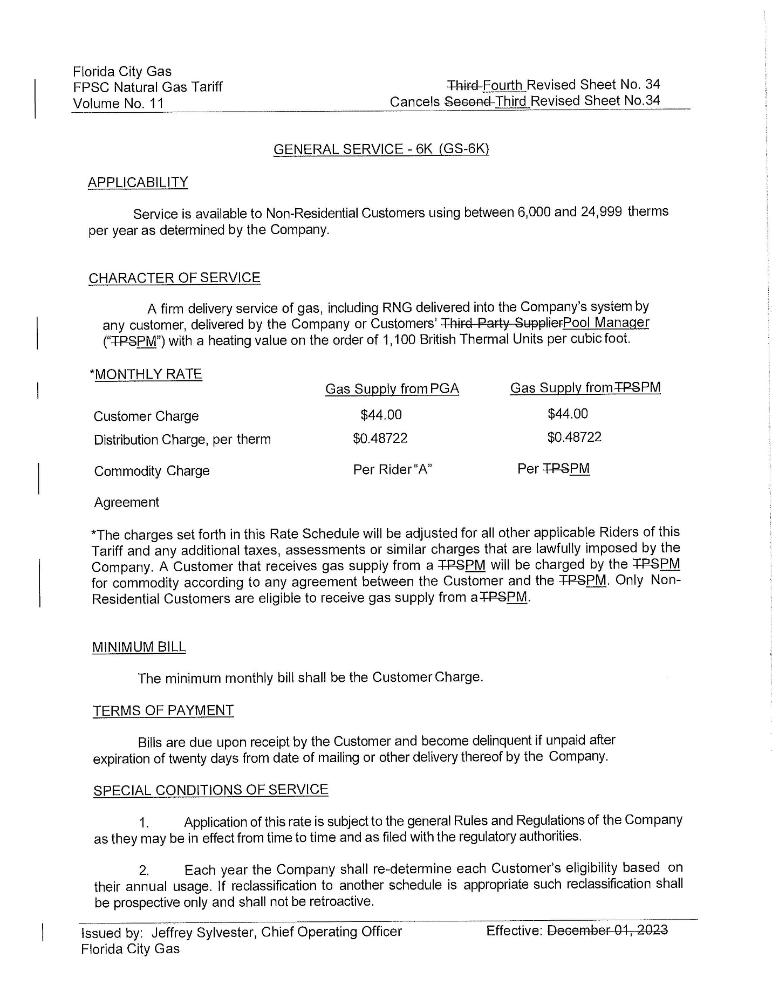 Florida City Gas
FPSC Natural Gas Tariff
Third Fourth Revised Sheet No. 34
Volume No. 11
Cancels Second Third Revised Sheet No.34
GENERAL SERVICE - 6K (GS-6K)
APPLICABILITY
Service is available to Non-Residential Customers using between 6,000 and 24,999 therms
per year as determined by the Company.
CHARACTER OF SERVICE
A firm delivery service of gas, including RNG delivered into the Company's system by
any customer, delivered by the Company or Customers' Third Party SupplierPool Manager
("TPSPM") with a heating value on the order of 1,100 British Thermal Units per cubic foot.
*MONTHLY RATE
Gas Supply from PGA Gas Supply from TPSPM
Customer Charge $44.00 $44.00
Distribution Charge, per therm $0.48722 $0.48722
Commodity Charge Per Rider "A" Per TPSPM
Agreement
*The charges set forth in this Rate Schedule will be adjusted for all other applicable Riders of this
Tariff and any additional taxes, assessments or similar charges that are lawfully imposed by the
Company. A Customer that receives gas supply from a TPSPM will be charged by the TPSPM
for commodity according to any agreement between the Customer and the TPSPM. Only Non-
Residential Customers are eligible to receive gas supply from a TPSPM.
MINIMUM BILL
The minimum monthly bill shall be the Customer Charge.
TERMS OF PAYMENT
Bills are due upon receipt by the Customer and become delinquent if unpaid after
expiration of twenty days from date of mailing or other delivery thereof by the Company.
SPECIAL CONDITIONS OF SERVICE
1. Application of this rate is subject to the general Rules and Regulations of the Company
as they may be in effect from time to time and as filed with the regulatory authorities.
2. Each year the Company shall re-determine each Customer's eligibility based on
their annual usage. If reclassification to another schedule is appropriate such reclassification shall
be prospective only and shall not be retroactive.
Issued by: Jeffrey Sylvester, Chief Operating Officer Effective: December 01, 2023
Florida City Gas